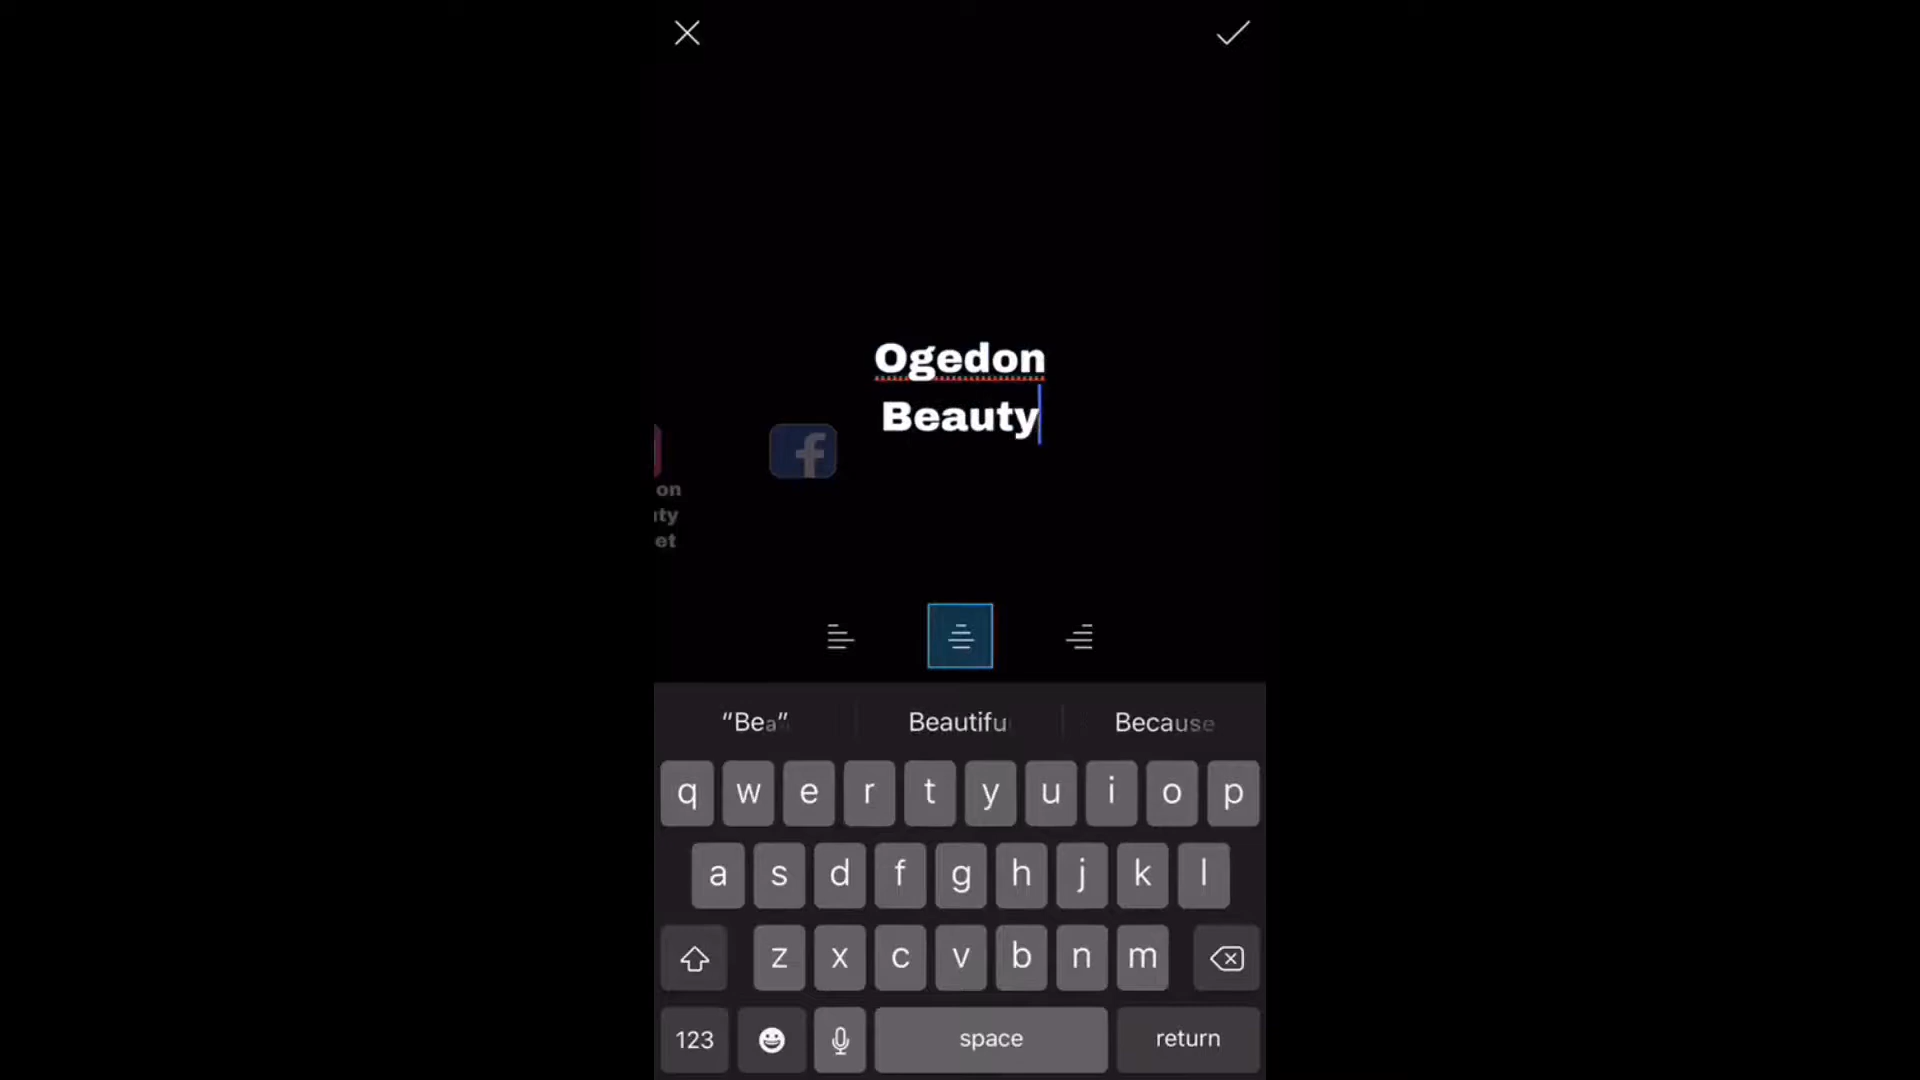 Ogedon
Beauty
f
on
ty
et
“Bea”
Beautifu
Because
q w e r t y u i o p
a s d f g h j k l
z x c v b n m
123
space
return